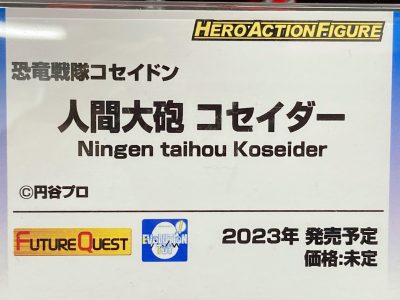 HERO ACTION FIGURE
恐竜戦隊コセイドン
人間大砲 コセイダー
Ningen taihou Koseider
©円谷プロ
FUTURE QUEST
EVOLUTION TOY
2023年 発売予定
価格:未定